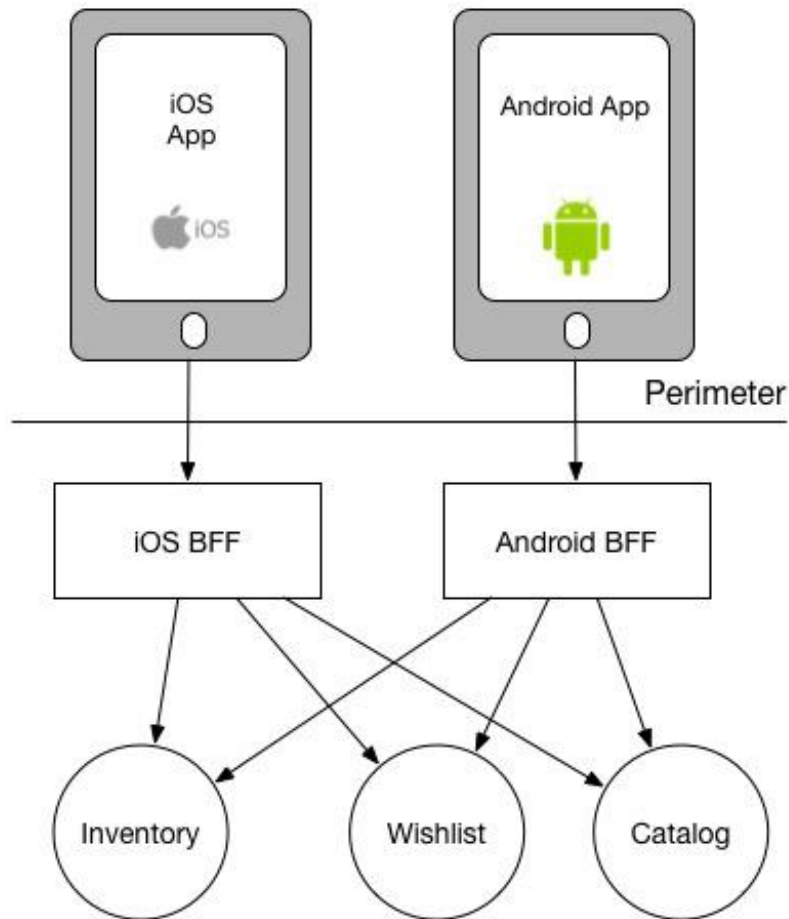 iOS
App
Android App
iOS
Perimeter
iOS BFF
Android BFF
Inventory
Wishlist
Catalog